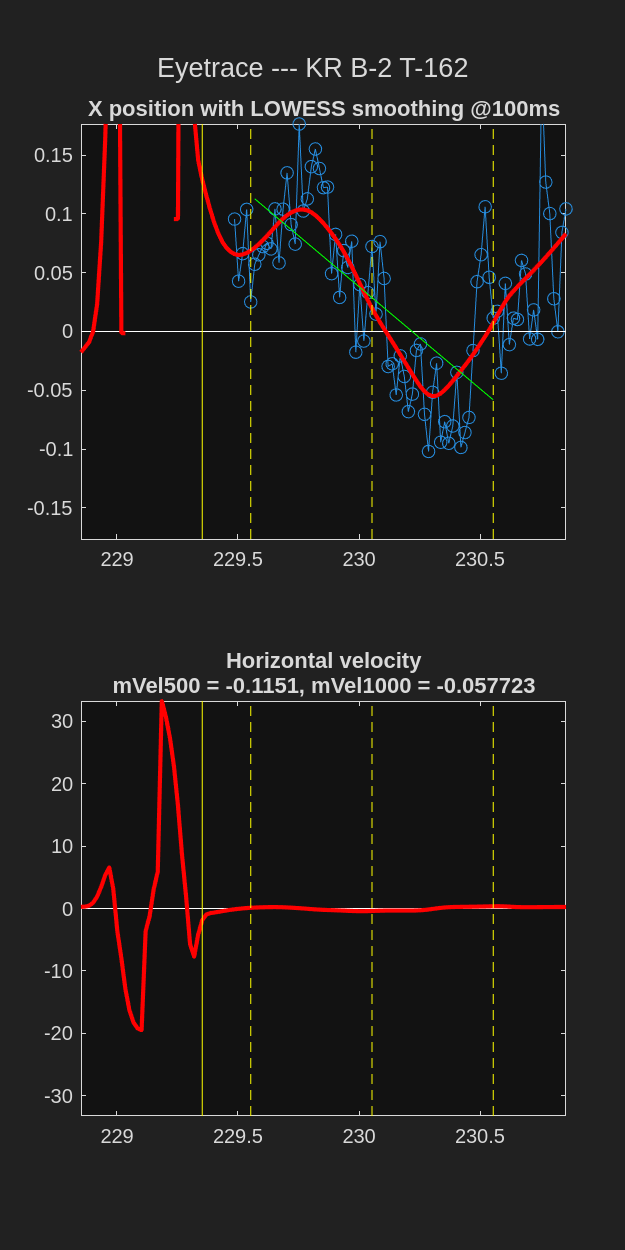 Eyetrace --- KR B-2 T-162
X position with LOWESS smoothing @100ms
0.15
0.1
0.05
0
-0.05
-0.1
-0.15
229 229.5 230 230.5
Horizontal velocity
mVel500 = -0.1151, mVel1000 = -0.057723
30
20
10
0
-10
-20
-30
229 229.5 230 230.5